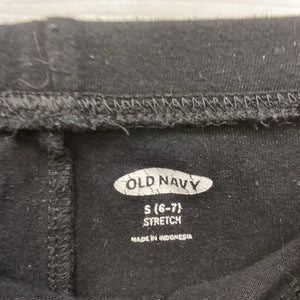 OLD NAVY
S (6-7)
STRETCH
MADE IN INDONESIA